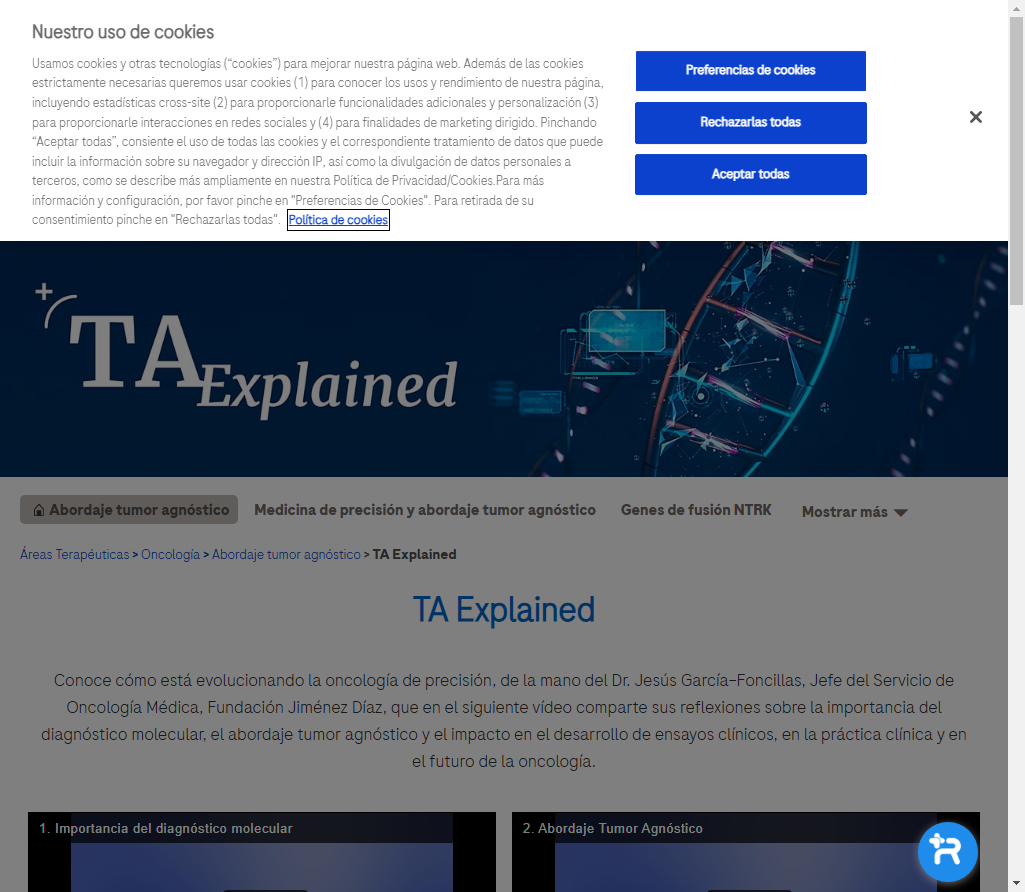 Nuestro uso de cookies
Usamos cookies y otras tecnologías (“cookies”) para mejorar nuestra página web. Además de las cookies
estrictamente necesarias queremos usar cookies (1) para conocer los usos y rendimiento de nuestra página,
incluyendo estadísticas cross-site (2) para proporcionarle funcionalidades adicionales y personalización (3)
para proporcionarle interacciones en redes sociales y (4) para finalidades de marketing dirigido. Pinchando
“Aceptar todas”, consiente el uso de todas las cookies y el correspondiente tratamiento de datos que puede
incluir la información sobre su navegador y dirección IP, así como la divulgación de datos personales a
terceros, como se describe más ampliamente en nuestra Política de Privacidad/Cookies.Para más
información y configuración, por favor pinche en "Preferencias de Cookies". Para retirada de su
consentimiento pinche en "Rechazarlas todas". Política de cookies
Preferencias de cookies
Rechazarlas todas
Aceptar todas
TA Explained
Abordaje tumor agnóstico Medicina de precisión y abordaje tumor agnóstico Genes de fusión NTRK Mostrar más
Áreas Terapéuticas > Oncología > Abordaje tumor agnóstico > TA Explained
TA Explained
Conoce cómo está evolucionando la oncología de precisión, de la mano del Dr. Jesús García-Foncillas, Jefe del Servicio de
Oncología Médica, Fundación Jiménez Díaz, que en el siguiente vídeo comparte sus reflexiones sobre la importancia del
diagnóstico molecular, el abordaje tumor agnóstico y el impacto en el desarrollo de ensayos clínicos, en la práctica clínica y en
el futuro de la oncología.
1. Importancia del diagnóstico molecular
2. Abordaje Tumor Agnóstico